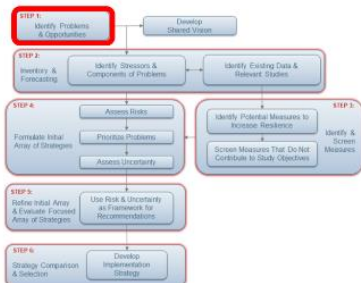 STEP 1:
Identify Problems
& Opportunities
Develop
Shared Vision
STEP 2:
Inventory &
Forecasting
Identify Stressors &
Components of Problems
Identify Existing Data &
Relevant Studies
STEP 4:
Formulate Initial
Array of Strategies
Assess Risks
Prioritize Problems
Assess Uncertainty
STEP 3:
Identify &
Screen
Measures
Identify Potential Measures to
Increase Resilience
Screen Measures That Do Not
Contribute to Study Objectives
STEP 5:
Refine Initial Array
& Evaluate Focused
Array of Strategies
Use Risk & Uncertainty
as Framework for
Recommendations
STEP 6:
Strategy Comparison
& Selection
Develop
Implementation
Strategy